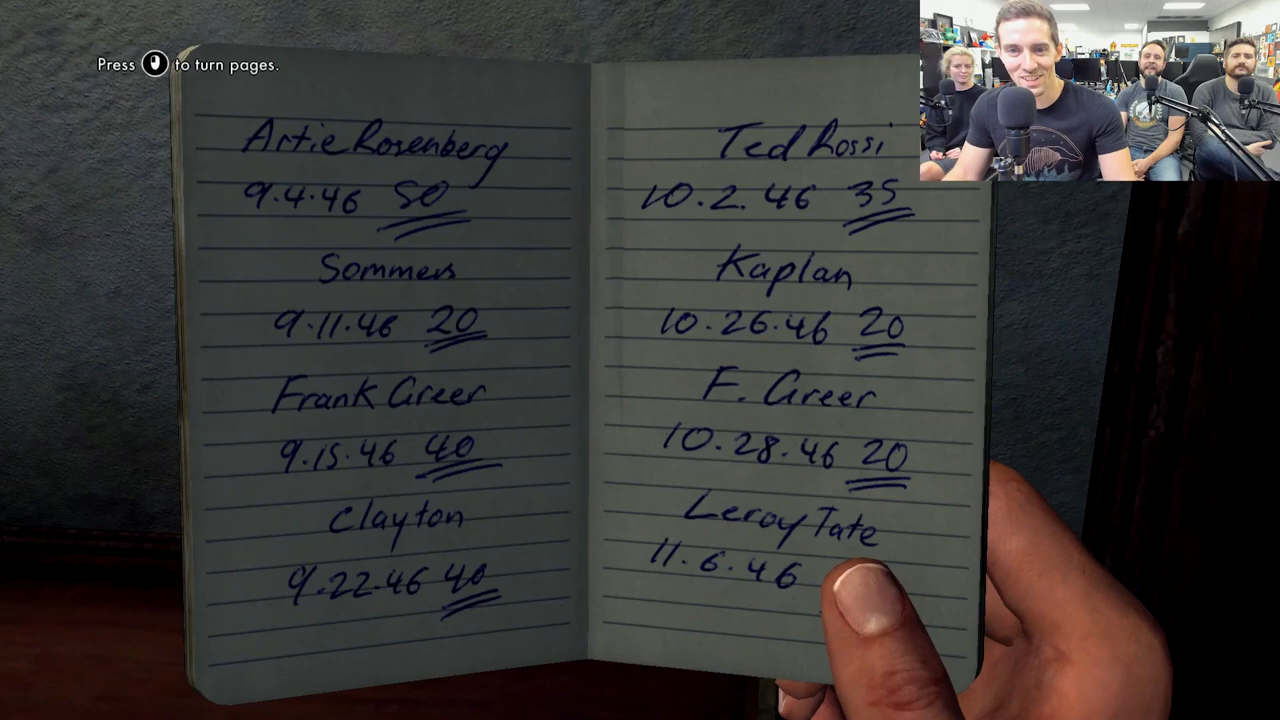 Press to turn pages.
Artie Rosenberg
9.4.46 50
Sommers
9.11.46 20
Frank Greer
9.15.46 40
Clayton
9.22.46 40
Ted Rossi
10.2.46 35
Kaplan
10.26.46 20
F. Greer
10.28.46 20
Leroy Tate
11.6.46